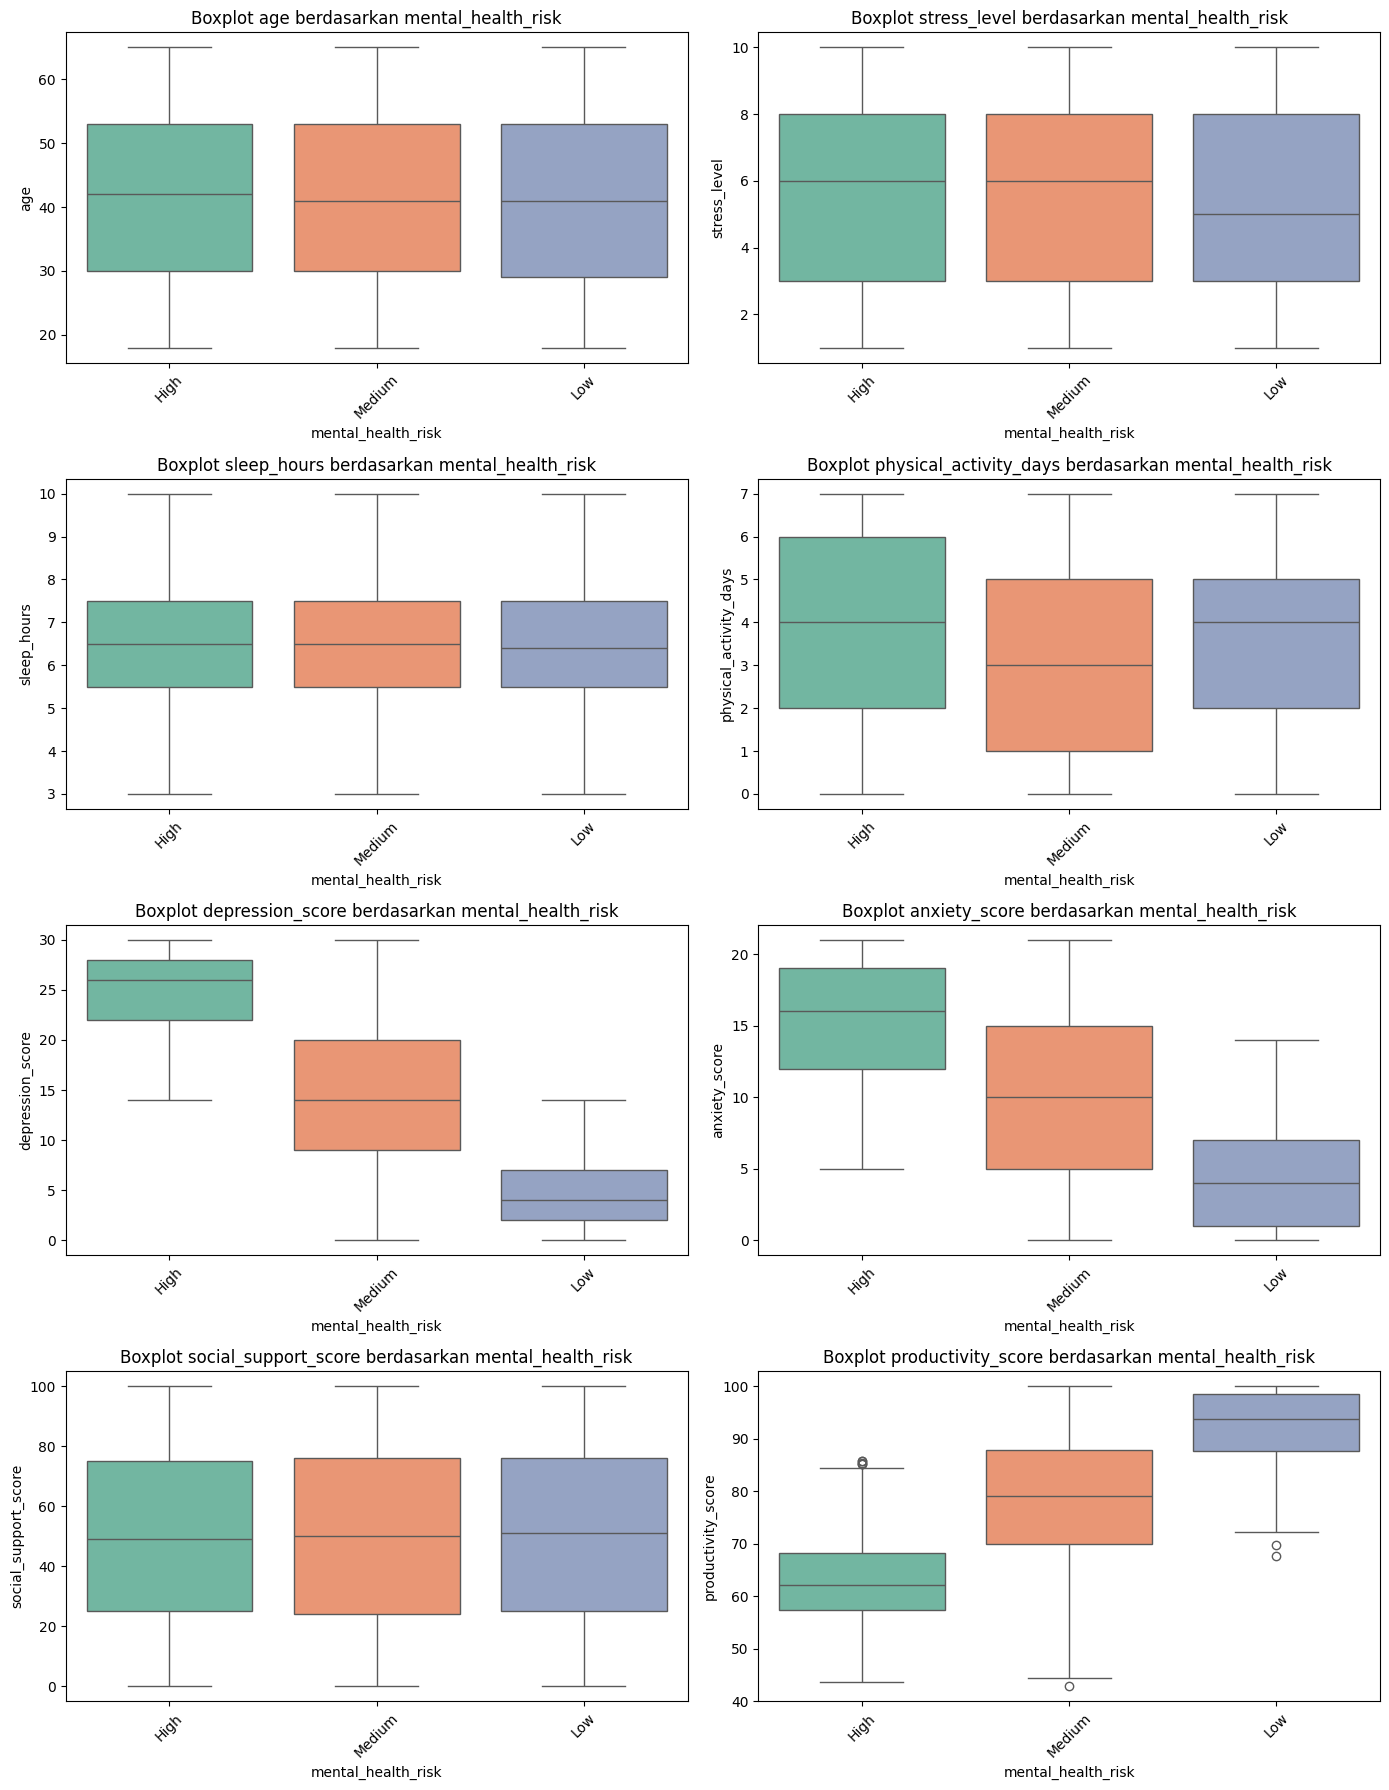 Boxplot age berdasarkan mental_health_risk
60
50
40
30
20
age
High
Medium
Low
mental_health_risk
Boxplot stress_level berdasarkan mental_health_risk
10
8
6
4
2
stress_level
High
Medium
Low
mental_health_risk
Boxplot sleep_hours berdasarkan mental_health_risk
10
9
8
7
6
5
4
3
sleep_hours
High
Medium
Low
mental_health_risk
Boxplot physical_activity_days berdasarkan mental_health_risk
7
6
5
4
3
2
1
0
physical_activity_days
High
Medium
Low
mental_health_risk
Boxplot depression_score berdasarkan mental_health_risk
30
25
20
15
10
5
0
depression_score
High
Medium
Low
mental_health_risk
Boxplot anxiety_score berdasarkan mental_health_risk
20
15
10
5
0
anxiety_score
High
Medium
Low
mental_health_risk
Boxplot social_support_score berdasarkan mental_health_risk
100
80
60
40
20
0
social_support_score
High
Medium
Low
mental_health_risk
Boxplot productivity_score berdasarkan mental_health_risk
100
90
80
70
60
50
40
productivity_score
High
Medium
Low
mental_health_risk